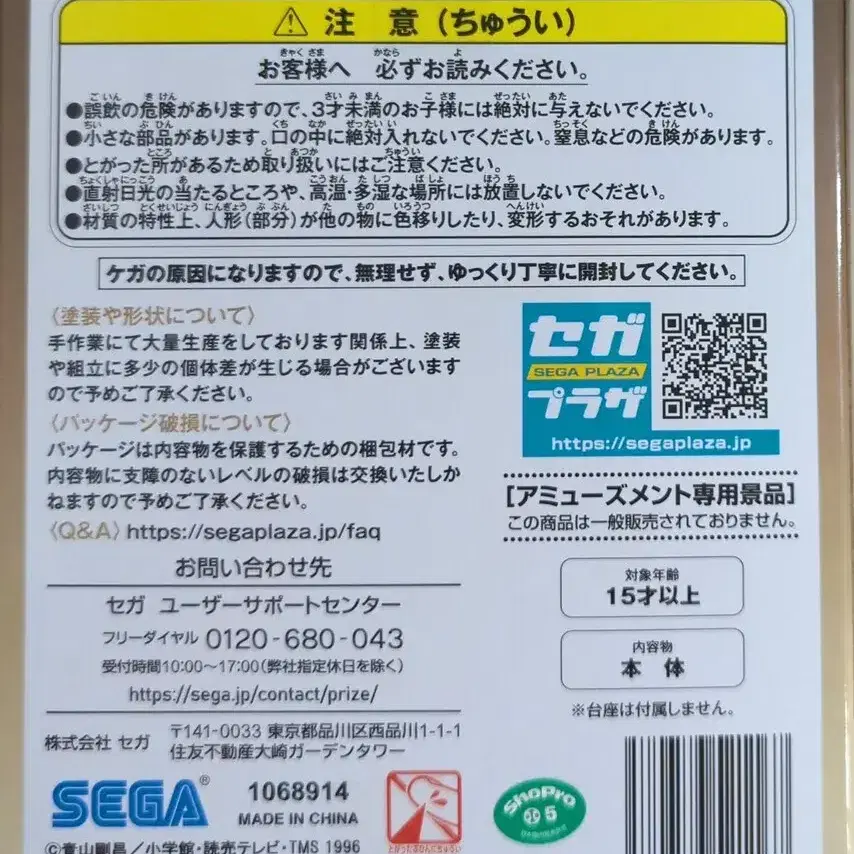 ⚠ 注 意 (ちゅうい)
お客様へ 必ずお読みください。
●誤飲の危険がありますので、3才未満のお子様には絶対に与えないでください。
●小さな部品があります。口の中に絶対入れないでください。窒息などの危険があります。
●とがった所があるため取り扱いにはご注意ください。
●直射日光の当たるところや、高温・多湿な場所には放置しないでください。
●材質の特性上、人形(部分)が他の物に色移りしたり、変形するおそれがあります。
ケガの原因になりますので、無理せず、ゆっくり丁寧に開封してください。
〈塗装や形状について〉
手作業にて大量生産をしております関係上、塗装
や組立に多少の個体差が生じる場合がございます
ので予めご了承ください。
〈パッケージ破損について〉
パッケージは内容物を保護するための梱包材です。
内容物に支障のないレベルの破損は交換いたしか
ねますので予めご了承ください。
〈Q&A〉https://segaplaza.jp/faq
お問い合わせ先
セガ ユーザーサポートセンター
フリーダイヤル 0120-680-043
受付時間10:00〜17:00(弊社指定休日を除く)
https://sega.jp/contact/prize/
株式会社 セガ
〒141-0033 東京都品川区西品川1-1-1
住友不動産大崎ガーデンタワー
SEGA®
1068914
MADE IN CHINA
©青山剛昌/小学館・読売テレビ・TMS 1996
セガ
SEGA PLAZA
プラザ
https://segaplaza.jp
[アミューズメント専用景品]
この商品は一般販売されておりません。
対象年齢
15才以上
内容物
本 体
※台座は付属しません。
ShoPro
小 5